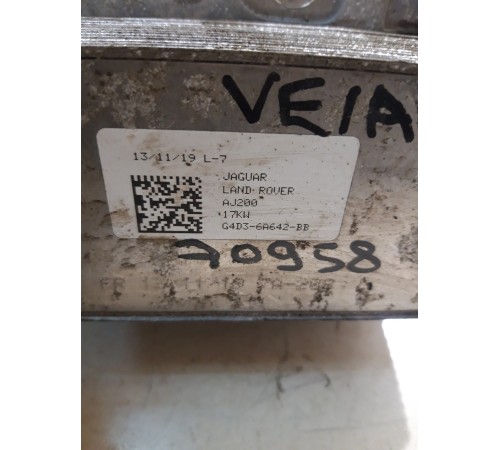 VEIA
13/11/19 L-7
JAGUAR
LAND ROVER
AJ200
17KW
G4D3-6A642-BB
70958